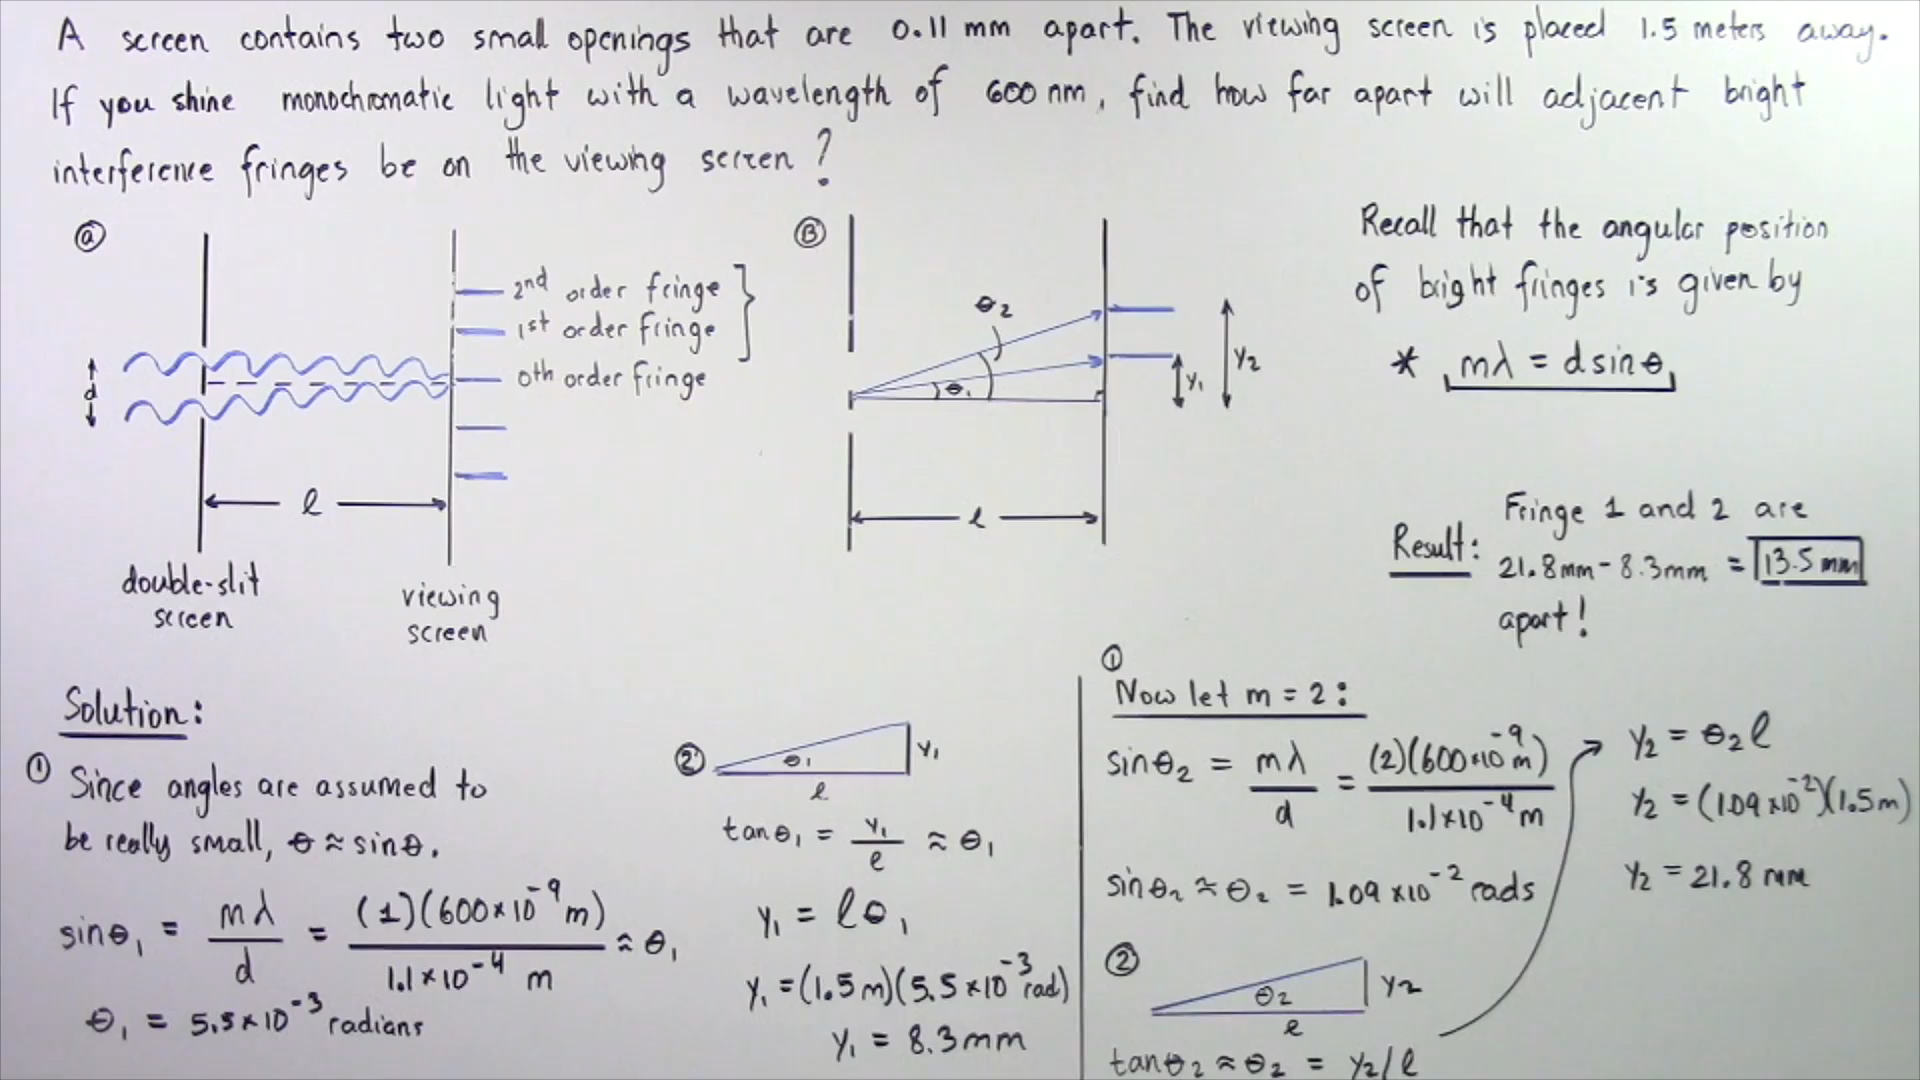 A screen contains two small openings that are 0.11 mm apart. The viewing screen is placed 1.5 meters away.
If you shine monochromatic light with a wavelength of 600 nm, find how far apart will adjacent bright
interference fringes be on the viewing screen?
a
2nd order fringe
1st order fringe
0th order fringe
d
l
double-slit
screen
viewing
screen
B
θ2
θ1
y1
y2
l
Recall that the angular position
of bright fringes is given by
* mλ = dsinθ
Result:
Fringe 1 and 2 are
21.8mm - 8.3mm = 13.5 mm
apart!
Solution:
1 Since angles are assumed to
be really small, θ ≈ sinθ.
sinθ1 = mλ/d = (1)(600×10^-9 m)/1.1×10^-4 m ≈ θ1
θ1 = 5.5×10^-3 radians
2
θ1
y1
l
tanθ1 = y1/l ≈ θ1
y1 = lθ1
y1 = (1.5m)(5.5×10^-3 rad)
y1 = 8.3mm
1
Now let m = 2:
sinθ2 = mλ/d = (2)(600×10^-9 m)/1.1×10^-4 m
sinθ2 ≈ θ2 = 1.09×10^-2 rads
2
θ2
y2
l
tanθ2 ≈ θ2 = y2/l
y2 = θ2l
y2 = (1.09×10^-2)(1.5m)
y2 = 21.8 mm